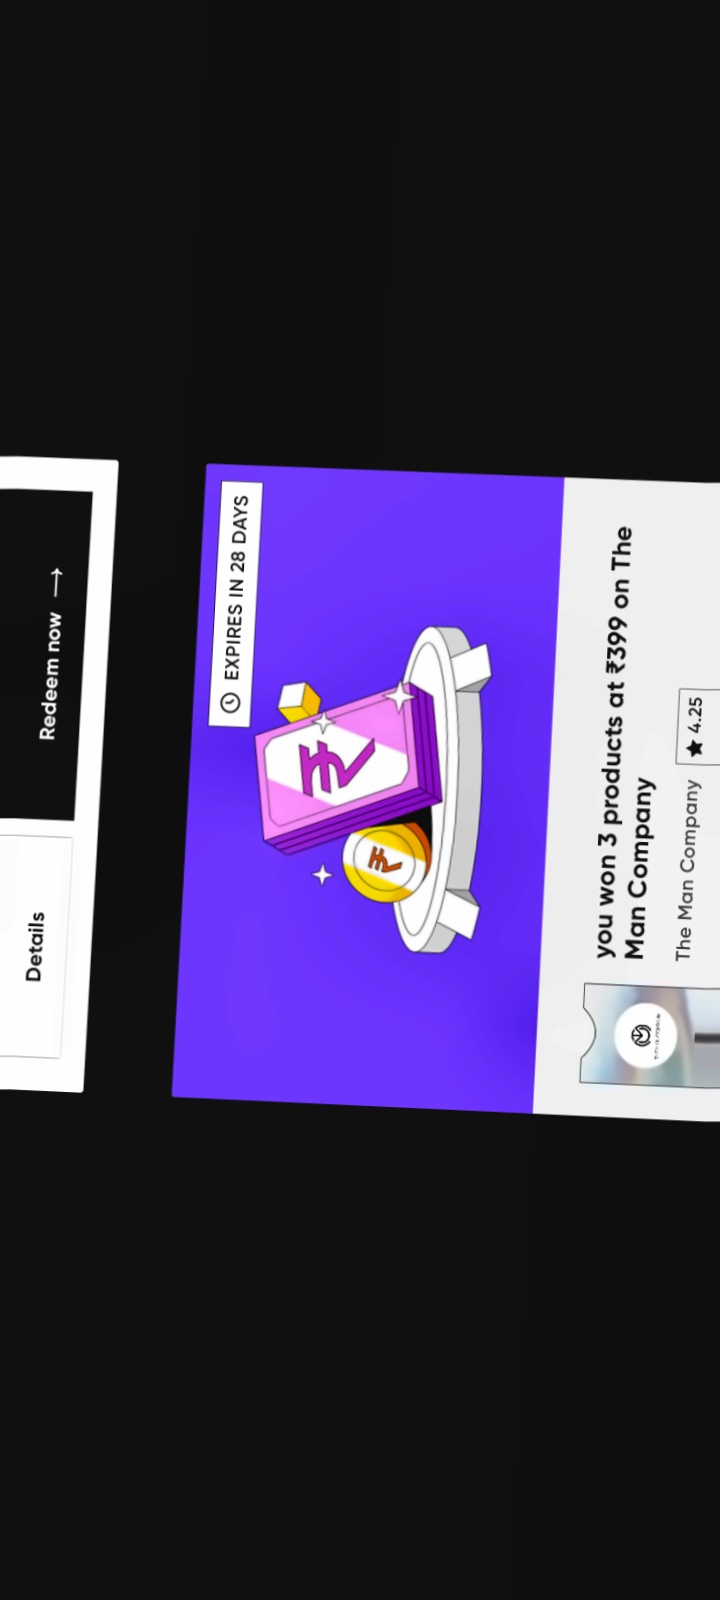 Details
Redeem now →
EXPIRES IN 28 DAYS
₹
₹
you won 3 products at ₹399 on The
Man Company
The Man Company
★ 4.25